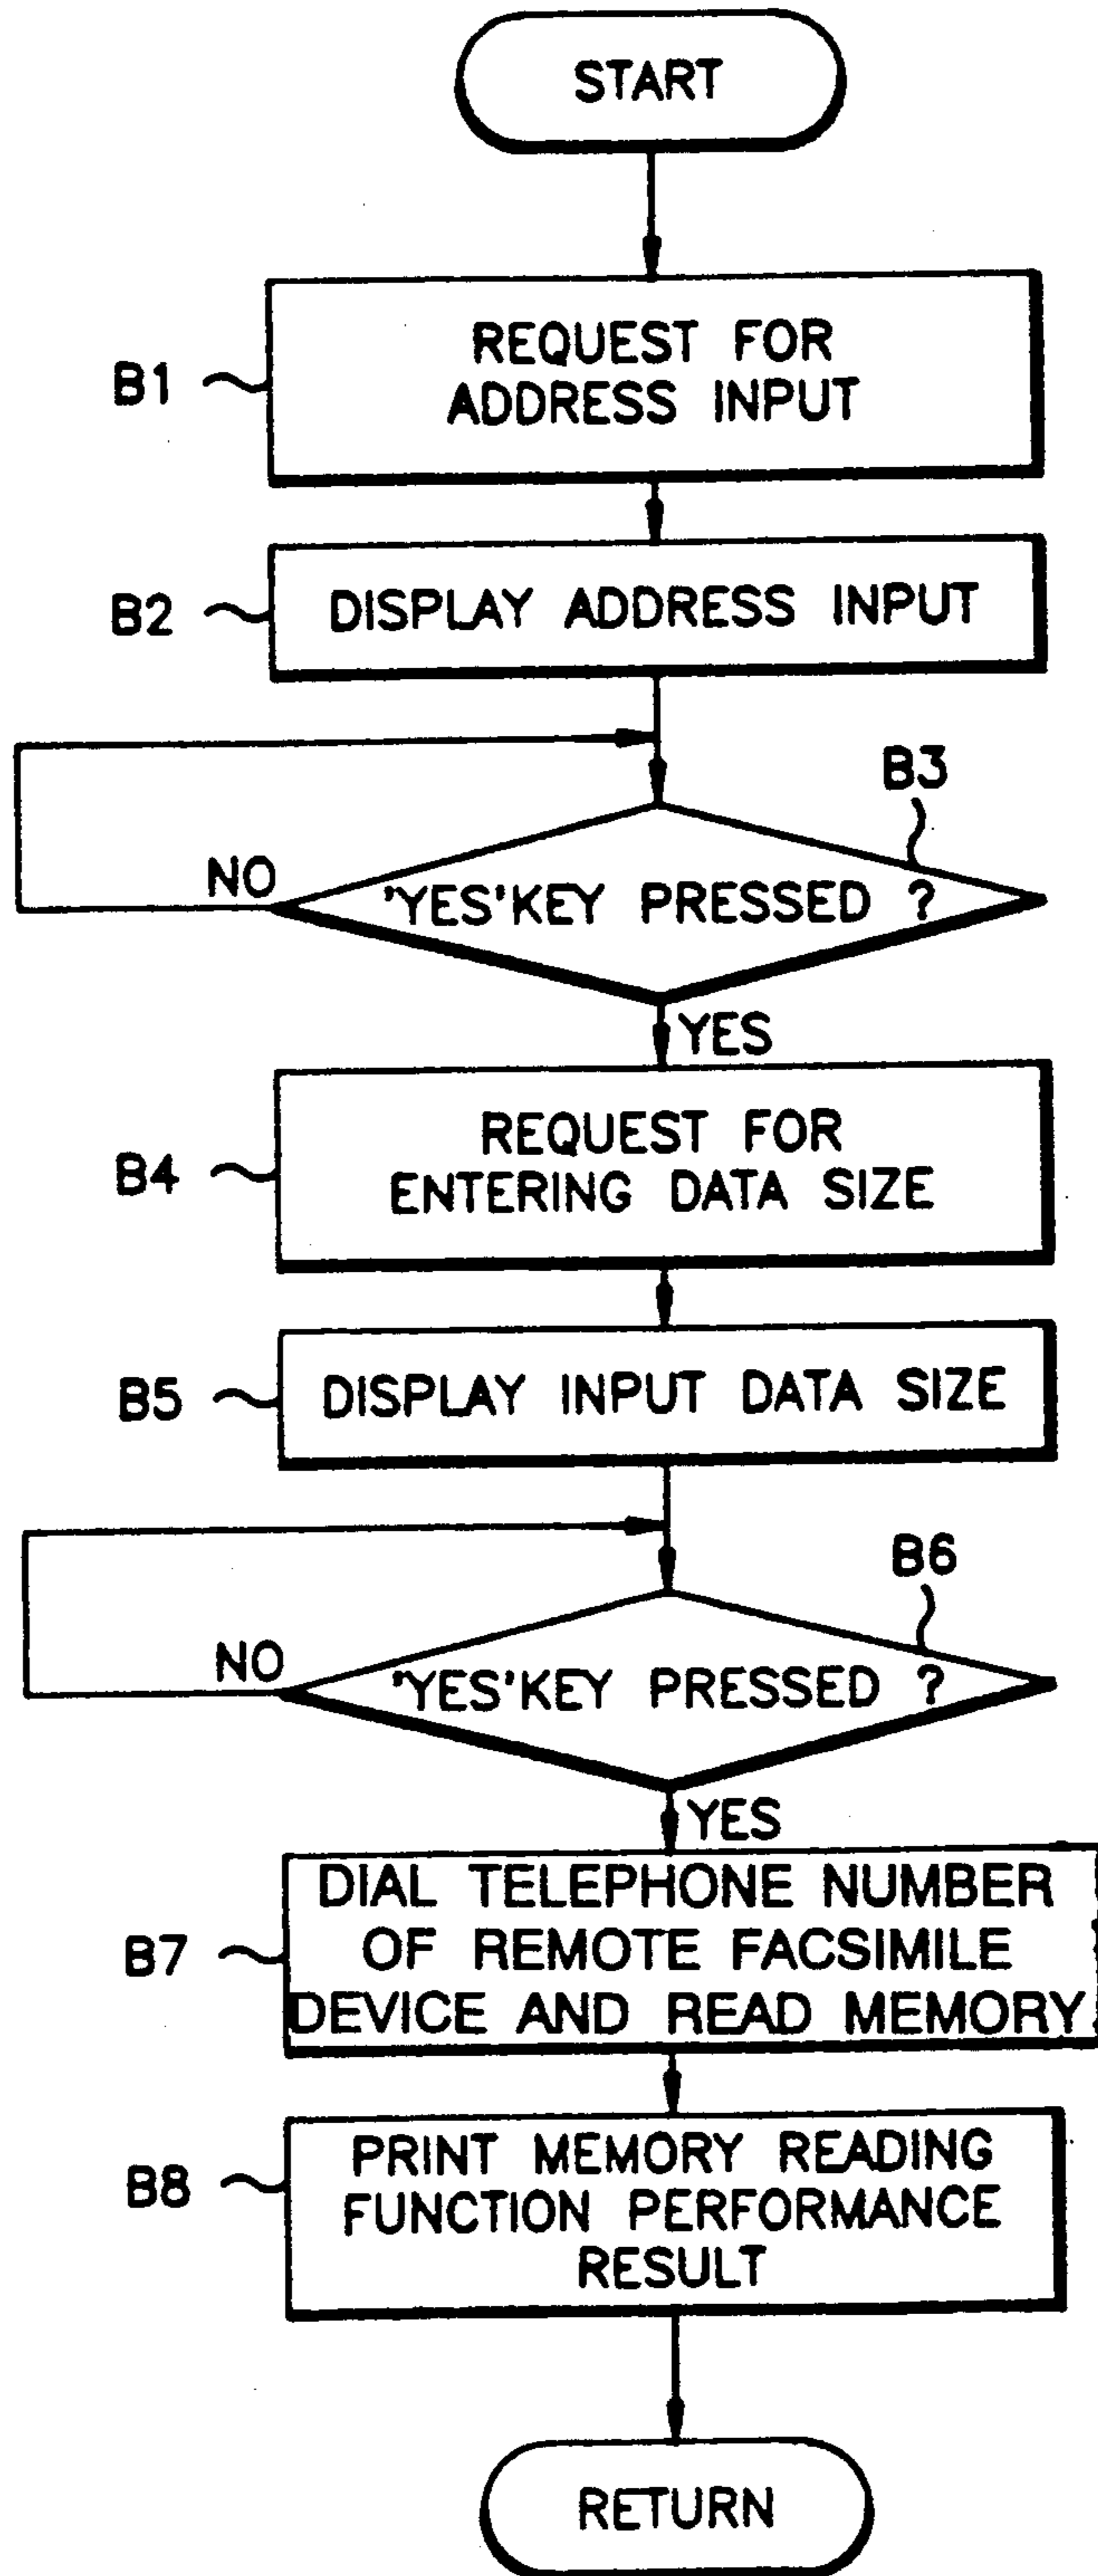 START
B1
REQUEST FOR
ADDRESS INPUT
B2
DISPLAY ADDRESS INPUT
B3
NO
'YES'KEY PRESSED ?
YES
B4
REQUEST FOR
ENTERING DATA SIZE
B5
DISPLAY INPUT DATA SIZE
B6
NO
'YES'KEY PRESSED ?
YES
B7
DIAL TELEPHONE NUMBER
OF REMOTE FACSIMILE
DEVICE AND READ MEMORY
B8
PRINT MEMORY READING
FUNCTION PERFORMANCE
RESULT
RETURN